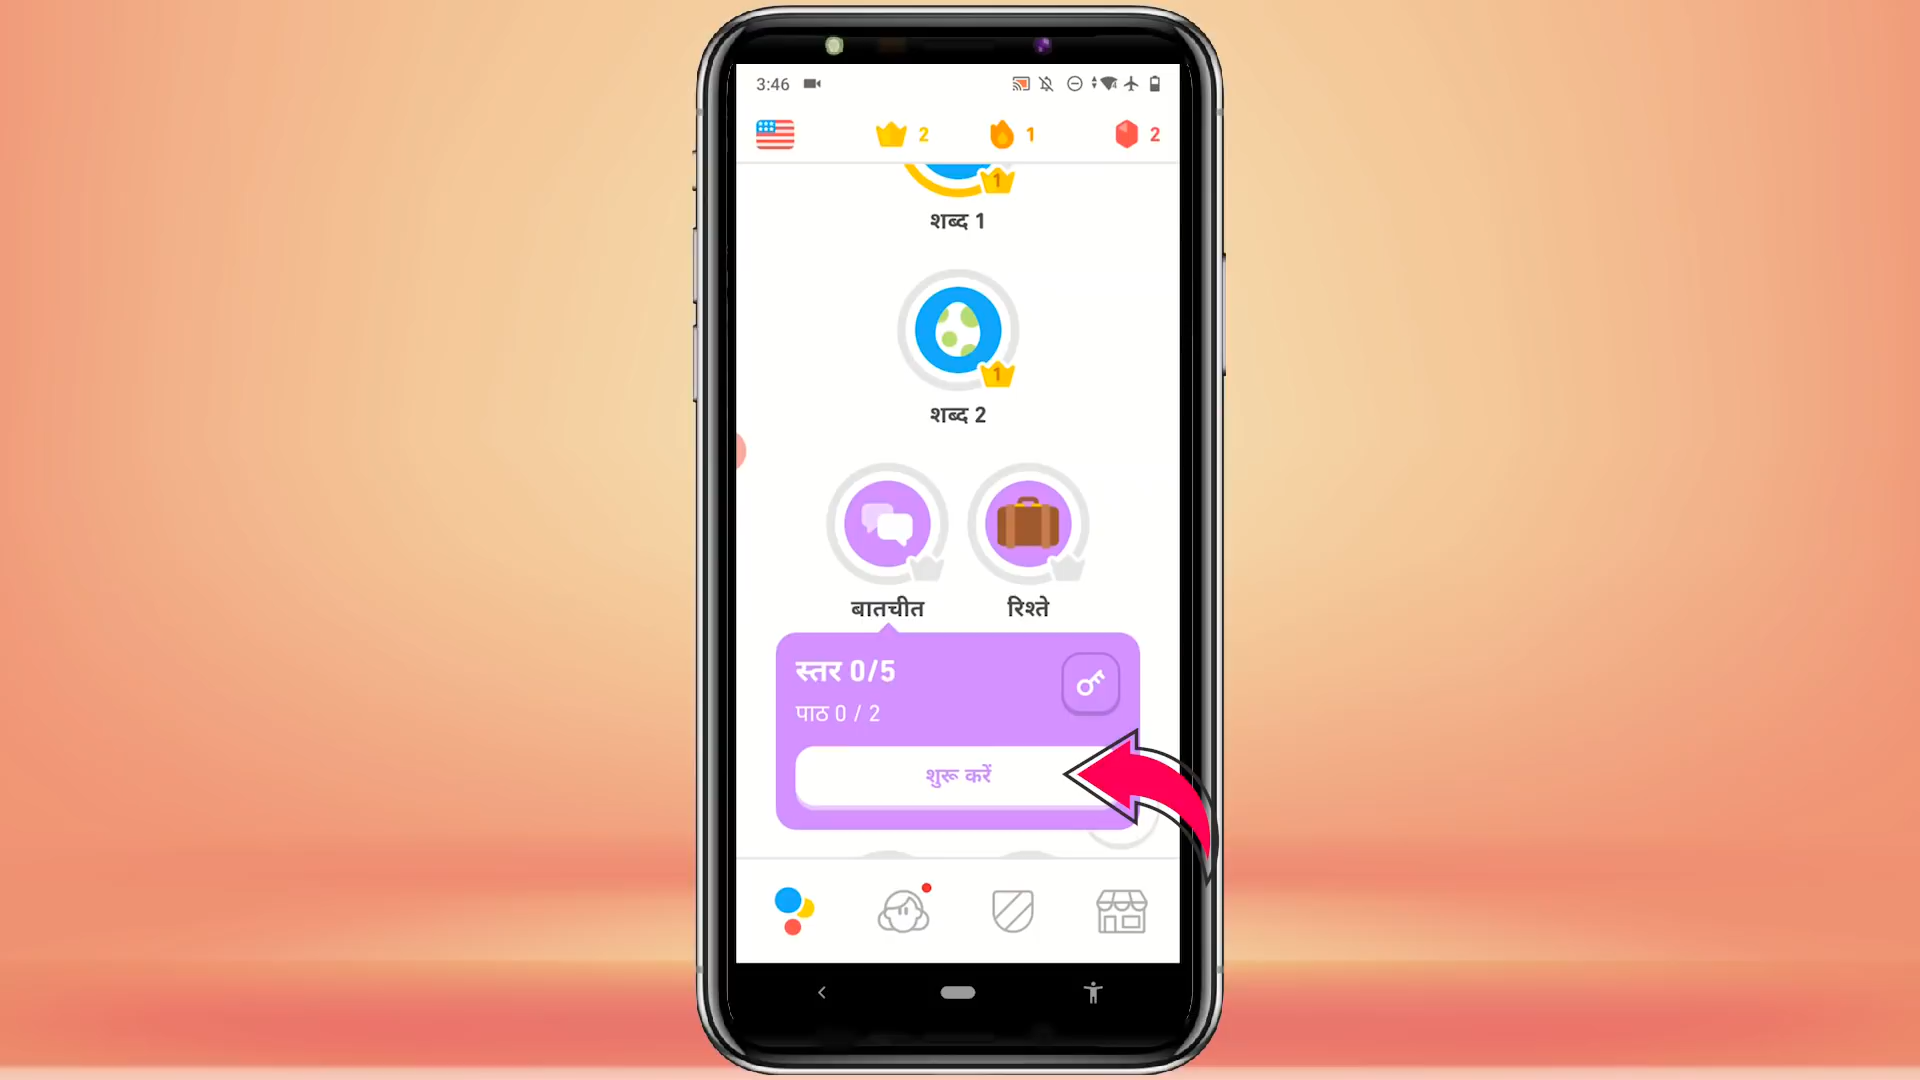 3:46
2
1
2
1
शब्द 1
1
शब्द 2
बातचीत
रिश्ते
स्तर 0/5
पाठ 0 / 2
शुरू करें